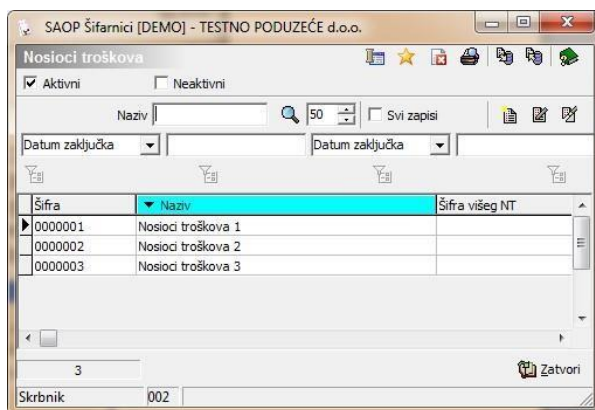 SAOP Šifarnici [DEMO] - TESTNO PODUZEĆE d.o.o.
Nosioci troškova
Aktivni Neaktivni
Naziv 50 Svi zapisi
Datum zaključka Datum zaključka
Šifra Naziv Šifra višeg NT
0000001 Nosioci troškova 1
0000002 Nosioci troškova 2
0000003 Nosioci troškova 3
3 Zatvori
Skrbnik 002